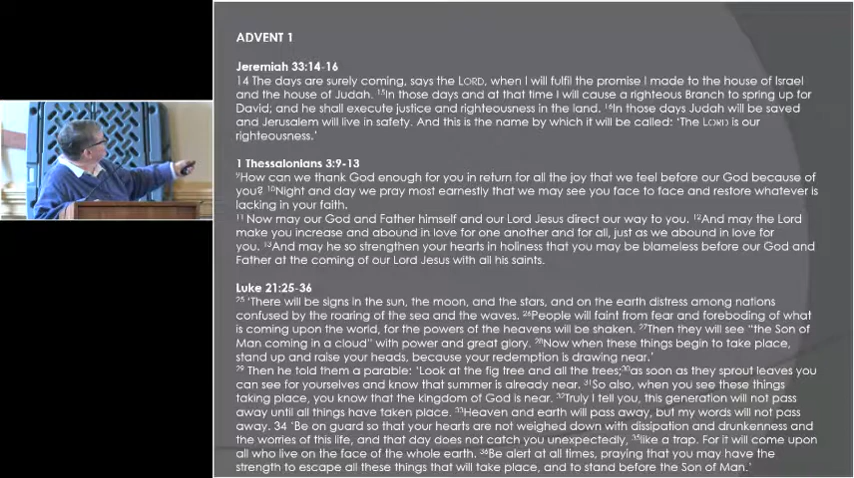 ADVENT 1
Jeremiah 33:14-16
14 The days are surely coming, says the LORD, when I will fulfil the promise I made to the house of Israel
and the house of Judah. 15In those days and at that time I will cause a righteous Branch to spring up for
David; and he shall execute justice and righteousness in the land. 16In those days Judah will be saved
and Jerusalem will live in safety. And this is the name by which it will be called: ‘The LORD is our
righteousness.’
1 Thessalonians 3:9-13
9How can we thank God enough for you in return for all the joy that we feel before our God because of
you? 10Night and day we pray most earnestly that we may see you face to face and restore whatever is
lacking in your faith.
11 Now may our God and Father himself and our Lord Jesus direct our way to you. 12And may the Lord
make you increase and abound in love for one another and for all, just as we abound in love for
you. 13And may he so strengthen your hearts in holiness that you may be blameless before our God and
Father at the coming of our Lord Jesus with all his saints.
Luke 21:25-36
25 ‘There will be signs in the sun, the moon, and the stars, and on the earth distress among nations
confused by the roaring of the sea and the waves. 26People will faint from fear and foreboding of what
is coming upon the world, for the powers of the heavens will be shaken. 27Then they will see “the Son of
Man coming in a cloud” with power and great glory. 28Now when these things begin to take place,
stand up and raise your heads, because your redemption is drawing near.’
29 Then he told them a parable: ‘Look at the fig tree and all the trees;30as soon as they sprout leaves you
can see for yourselves and know that summer is already near. 31So also, when you see these things
taking place, you know that the kingdom of God is near. 32Truly I tell you, this generation will not pass
away until all things have taken place. 33Heaven and earth will pass away, but my words will not pass
away. 34 ‘Be on guard so that your hearts are not weighed down with dissipation and drunkenness and
the worries of this life, and that day does not catch you unexpectedly, 35like a trap. For it will come upon
all who live on the face of the whole earth. 36Be alert at all times, praying that you may have the
strength to escape all these things that will take place, and to stand before the Son of Man.’